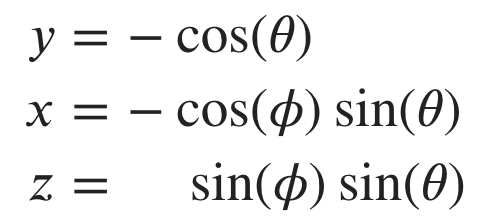 y = − cos(θ)
x = − cos(ϕ) sin(θ)
z = sin(ϕ) sin(θ)